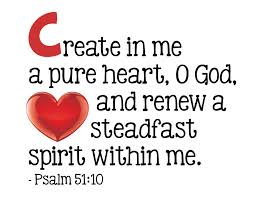 Create in me
a pure heart, O God,
and renew a
steadfast
spirit within me.
- Psalm 51:10